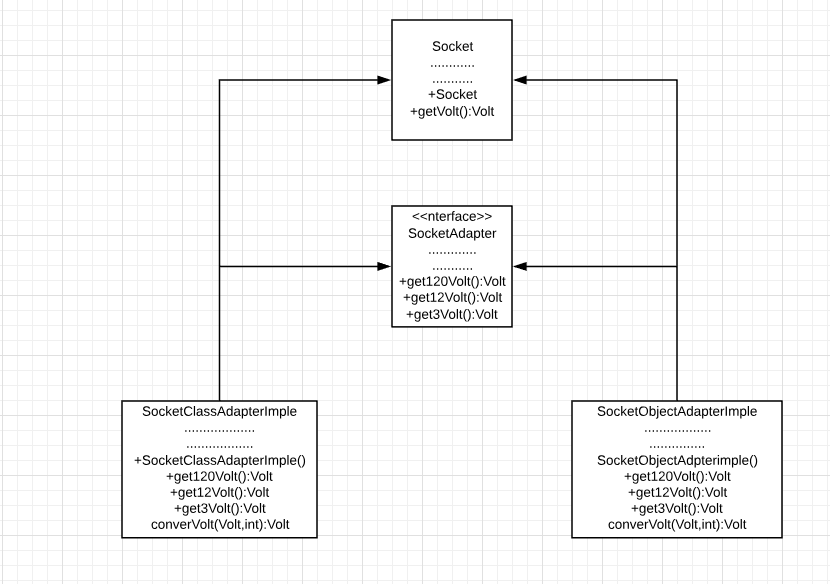 Socket
............
...........
+Socket
+getVolt():Volt
<<nterface>>
SocketAdapter
.............
...........
+get120Volt():Volt
+get12Volt():Volt
+get3Volt():Volt
SocketClassAdapterImple
...................
..................
+SocketClassAdapterImple()
+get120Volt():Volt
+get12Volt():Volt
+get3Volt():Volt
converVolt(Volt,int):Volt
SocketObjectAdapterImple
..................
...............
SocketObjectAdpterimple()
+get120Volt():Volt
+get12Volt():Volt
+get3Volt():Volt
converVolt(Volt,int):Volt